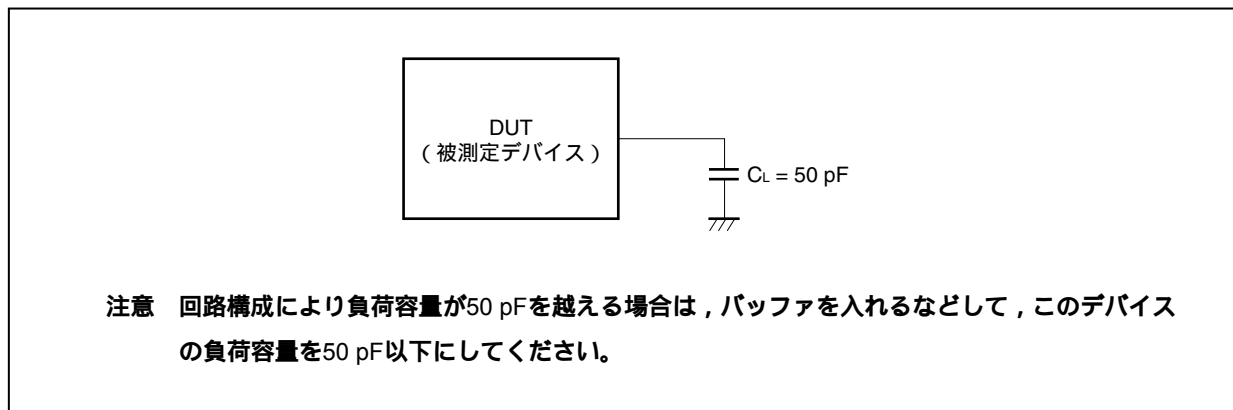 DUT
（被測定デバイス）
CL = 50 pF
注意　回路構成により負荷容量が50 pFを越える場合は，バッファを入れるなどして，このデバイス
の負荷容量を50 pF以下にしてください。